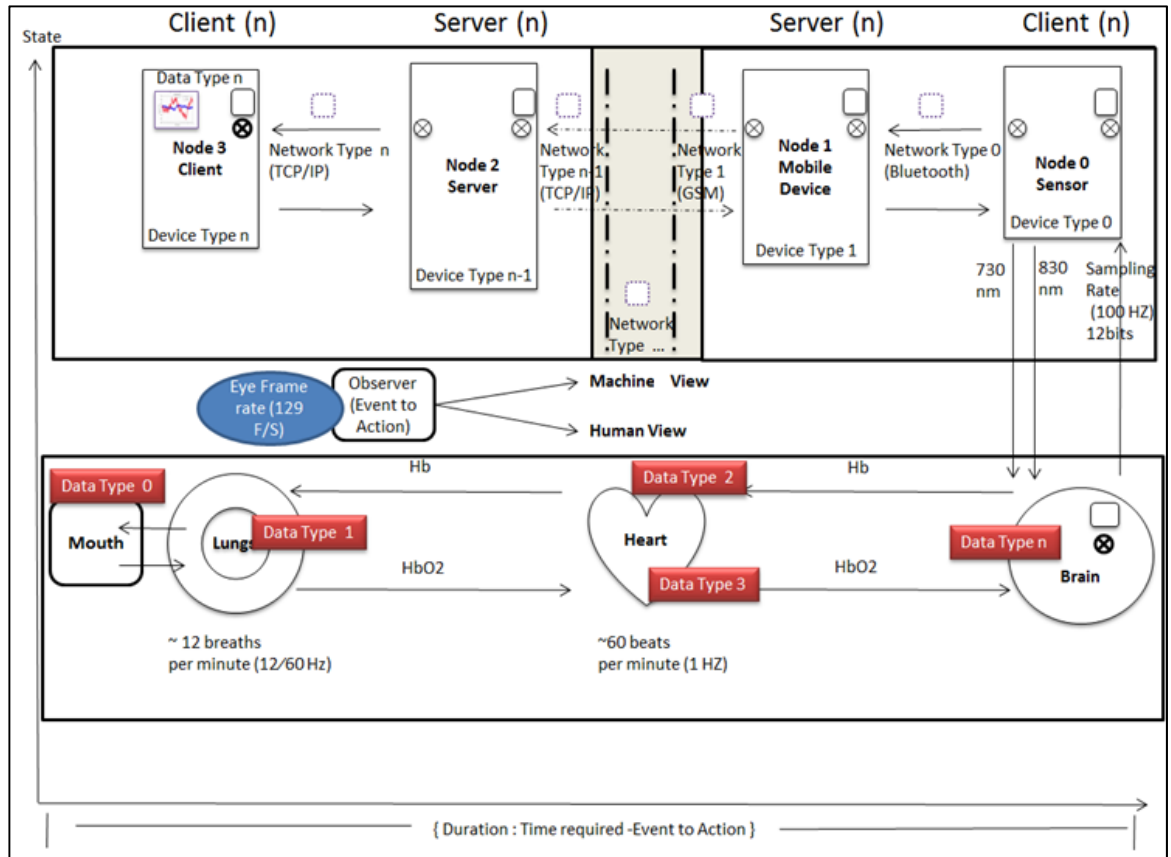 Client (n)
Server (n)
Server (n)
Client (n)
State
Data Type n
Node 3
Client
Device Type n
Network Type n
(TCP/IP)
Node 2
Server
Device Type n-1
Network
Type n-1
(TCP/IP)
Network
Type 1
(GSM)
Network
Type ...
Node 1
Mobile
Device
Device Type 1
Network Type 0
(Bluetooth)
Node 0
Sensor
Device Type 0
730
nm
830
nm
Sampling
Rate
(100 HZ)
12bits
Eye Frame
rate (129
F/S)
Observer
(Event to
Action)
Machine View
Human View
Hb
Hb
Data Type 0
Mouth
Lungs
Data Type 1
HbO2
Data Type 2
Heart
Data Type 3
HbO2
Data Type n
Brain
~ 12 breaths
per minute (12/60 Hz)
~60 beats
per minute (1 HZ)
{ Duration : Time required -Event to Action }